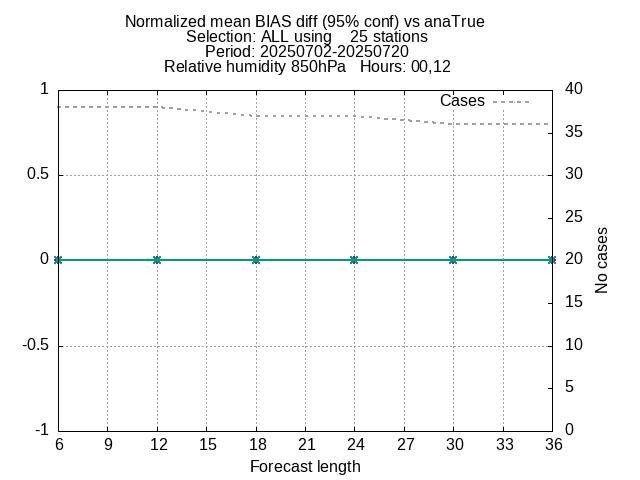 Normalized mean BIAS diff (95% conf) vs anaTrue
Selection: ALL using    25 stations
Period: 20250702-20250720
Relative humidity 850hPa   Hours: 00,12
Cases
1
0.5
0
-0.5
-1
40
35
30
25
20
15
10
5
0
No cases
6 9 12 15 18 21 24 27 30 33 36
Forecast length